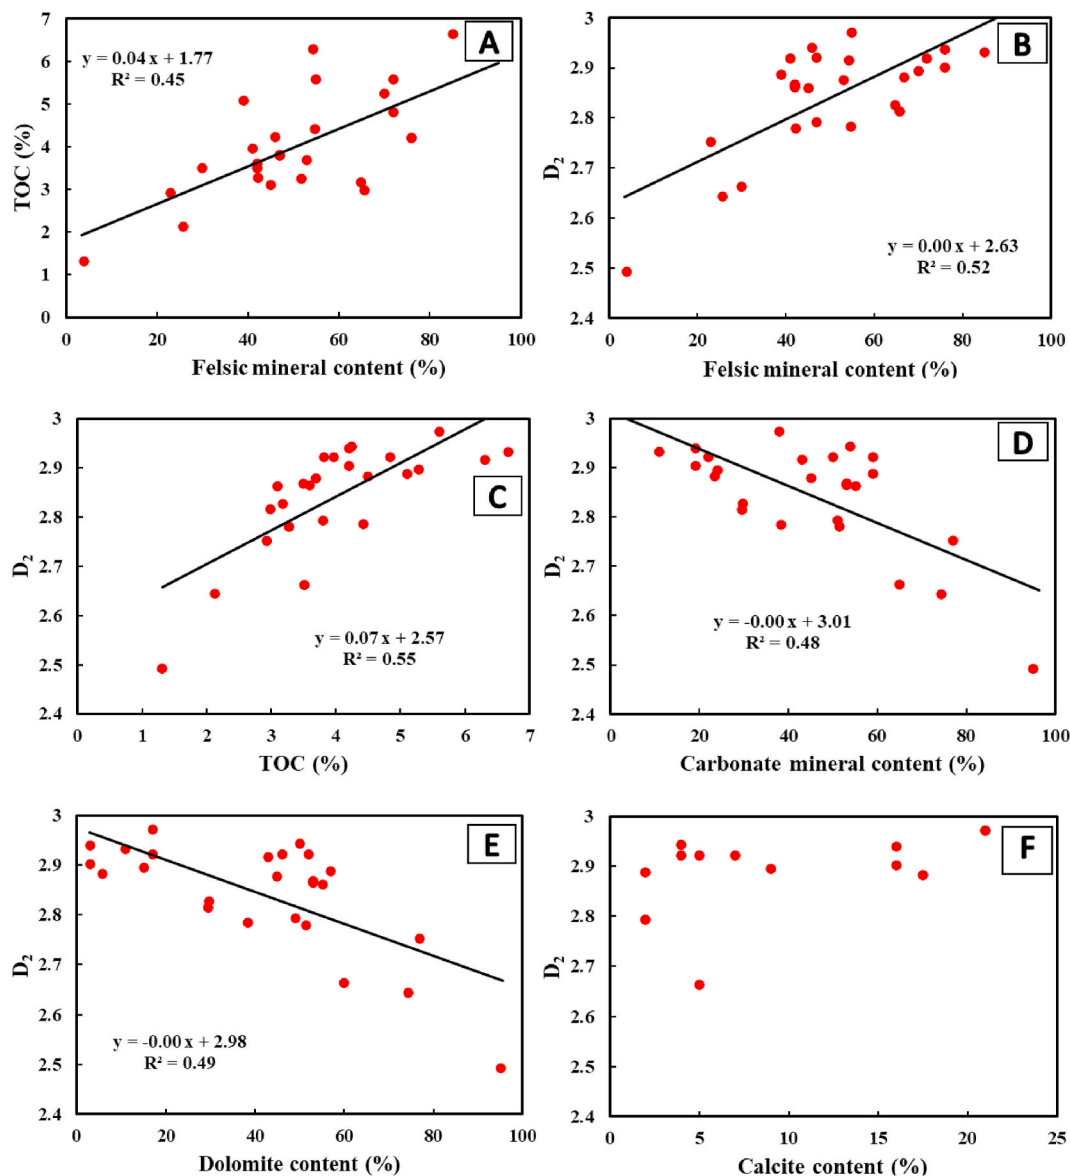 A
y = 0.04 x + 1.77
R² = 0.45
TOC (%)
7
6
5
4
3
2
1
0
0 20 40 60 80 100
Felsic mineral content (%)
B
y = 0.00 x + 2.63
R² = 0.52
D₂
3
2.9
2.8
2.7
2.6
2.5
2.4
0 20 40 60 80 100
Felsic mineral content (%)
C
y = 0.07 x + 2.57
R² = 0.55
D₂
3
2.9
2.8
2.7
2.6
2.5
2.4
0 1 2 3 4 5 6 7
TOC (%)
D
y = -0.00 x + 3.01
R² = 0.48
D₂
3
2.9
2.8
2.7
2.6
2.5
2.4
0 20 40 60 80 100
Carbonate mineral content (%)
E
y = -0.00 x + 2.98
R² = 0.49
D₂
3
2.9
2.8
2.7
2.6
2.5
2.4
0 20 40 60 80 100
Dolomite content (%)
F
D₂
3
2.9
2.8
2.7
2.6
2.5
2.4
0 5 10 15 20 25
Calcite content (%)